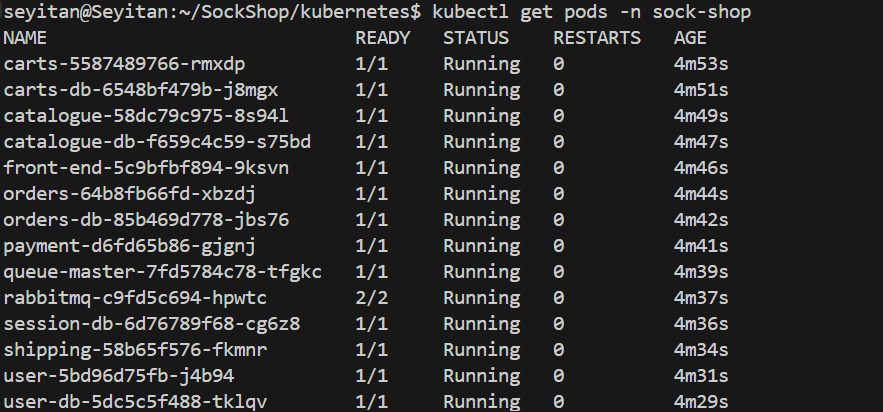 seyitan@Seyitan:~/SockShop/kubernetes$ kubectl get pods -n sock-shop
NAME READY STATUS RESTARTS AGE
carts-5587489766-rmxdp 1/1 Running 0 4m53s
carts-db-6548bf479b-j8mgx 1/1 Running 0 4m51s
catalogue-58dc79c975-8s94l 1/1 Running 0 4m49s
catalogue-db-f659c4c59-s75bd 1/1 Running 0 4m47s
front-end-5c9bfbf894-9ksvn 1/1 Running 0 4m46s
orders-64b8fb66fd-xbzdj 1/1 Running 0 4m44s
orders-db-85b469d778-jbs76 1/1 Running 0 4m42s
payment-d6fd65b86-gjgnj 1/1 Running 0 4m41s
queue-master-7fd5784c78-tfgkc 1/1 Running 0 4m39s
rabbitmq-c9fd5c694-hpwtc 2/2 Running 0 4m37s
session-db-6d76789f68-cg6z8 1/1 Running 0 4m36s
shipping-58b65f576-fkmnr 1/1 Running 0 4m34s
user-5bd96d75fb-j4b94 1/1 Running 0 4m31s
user-db-5dc5c5f488-tklqv 1/1 Running 0 4m29s